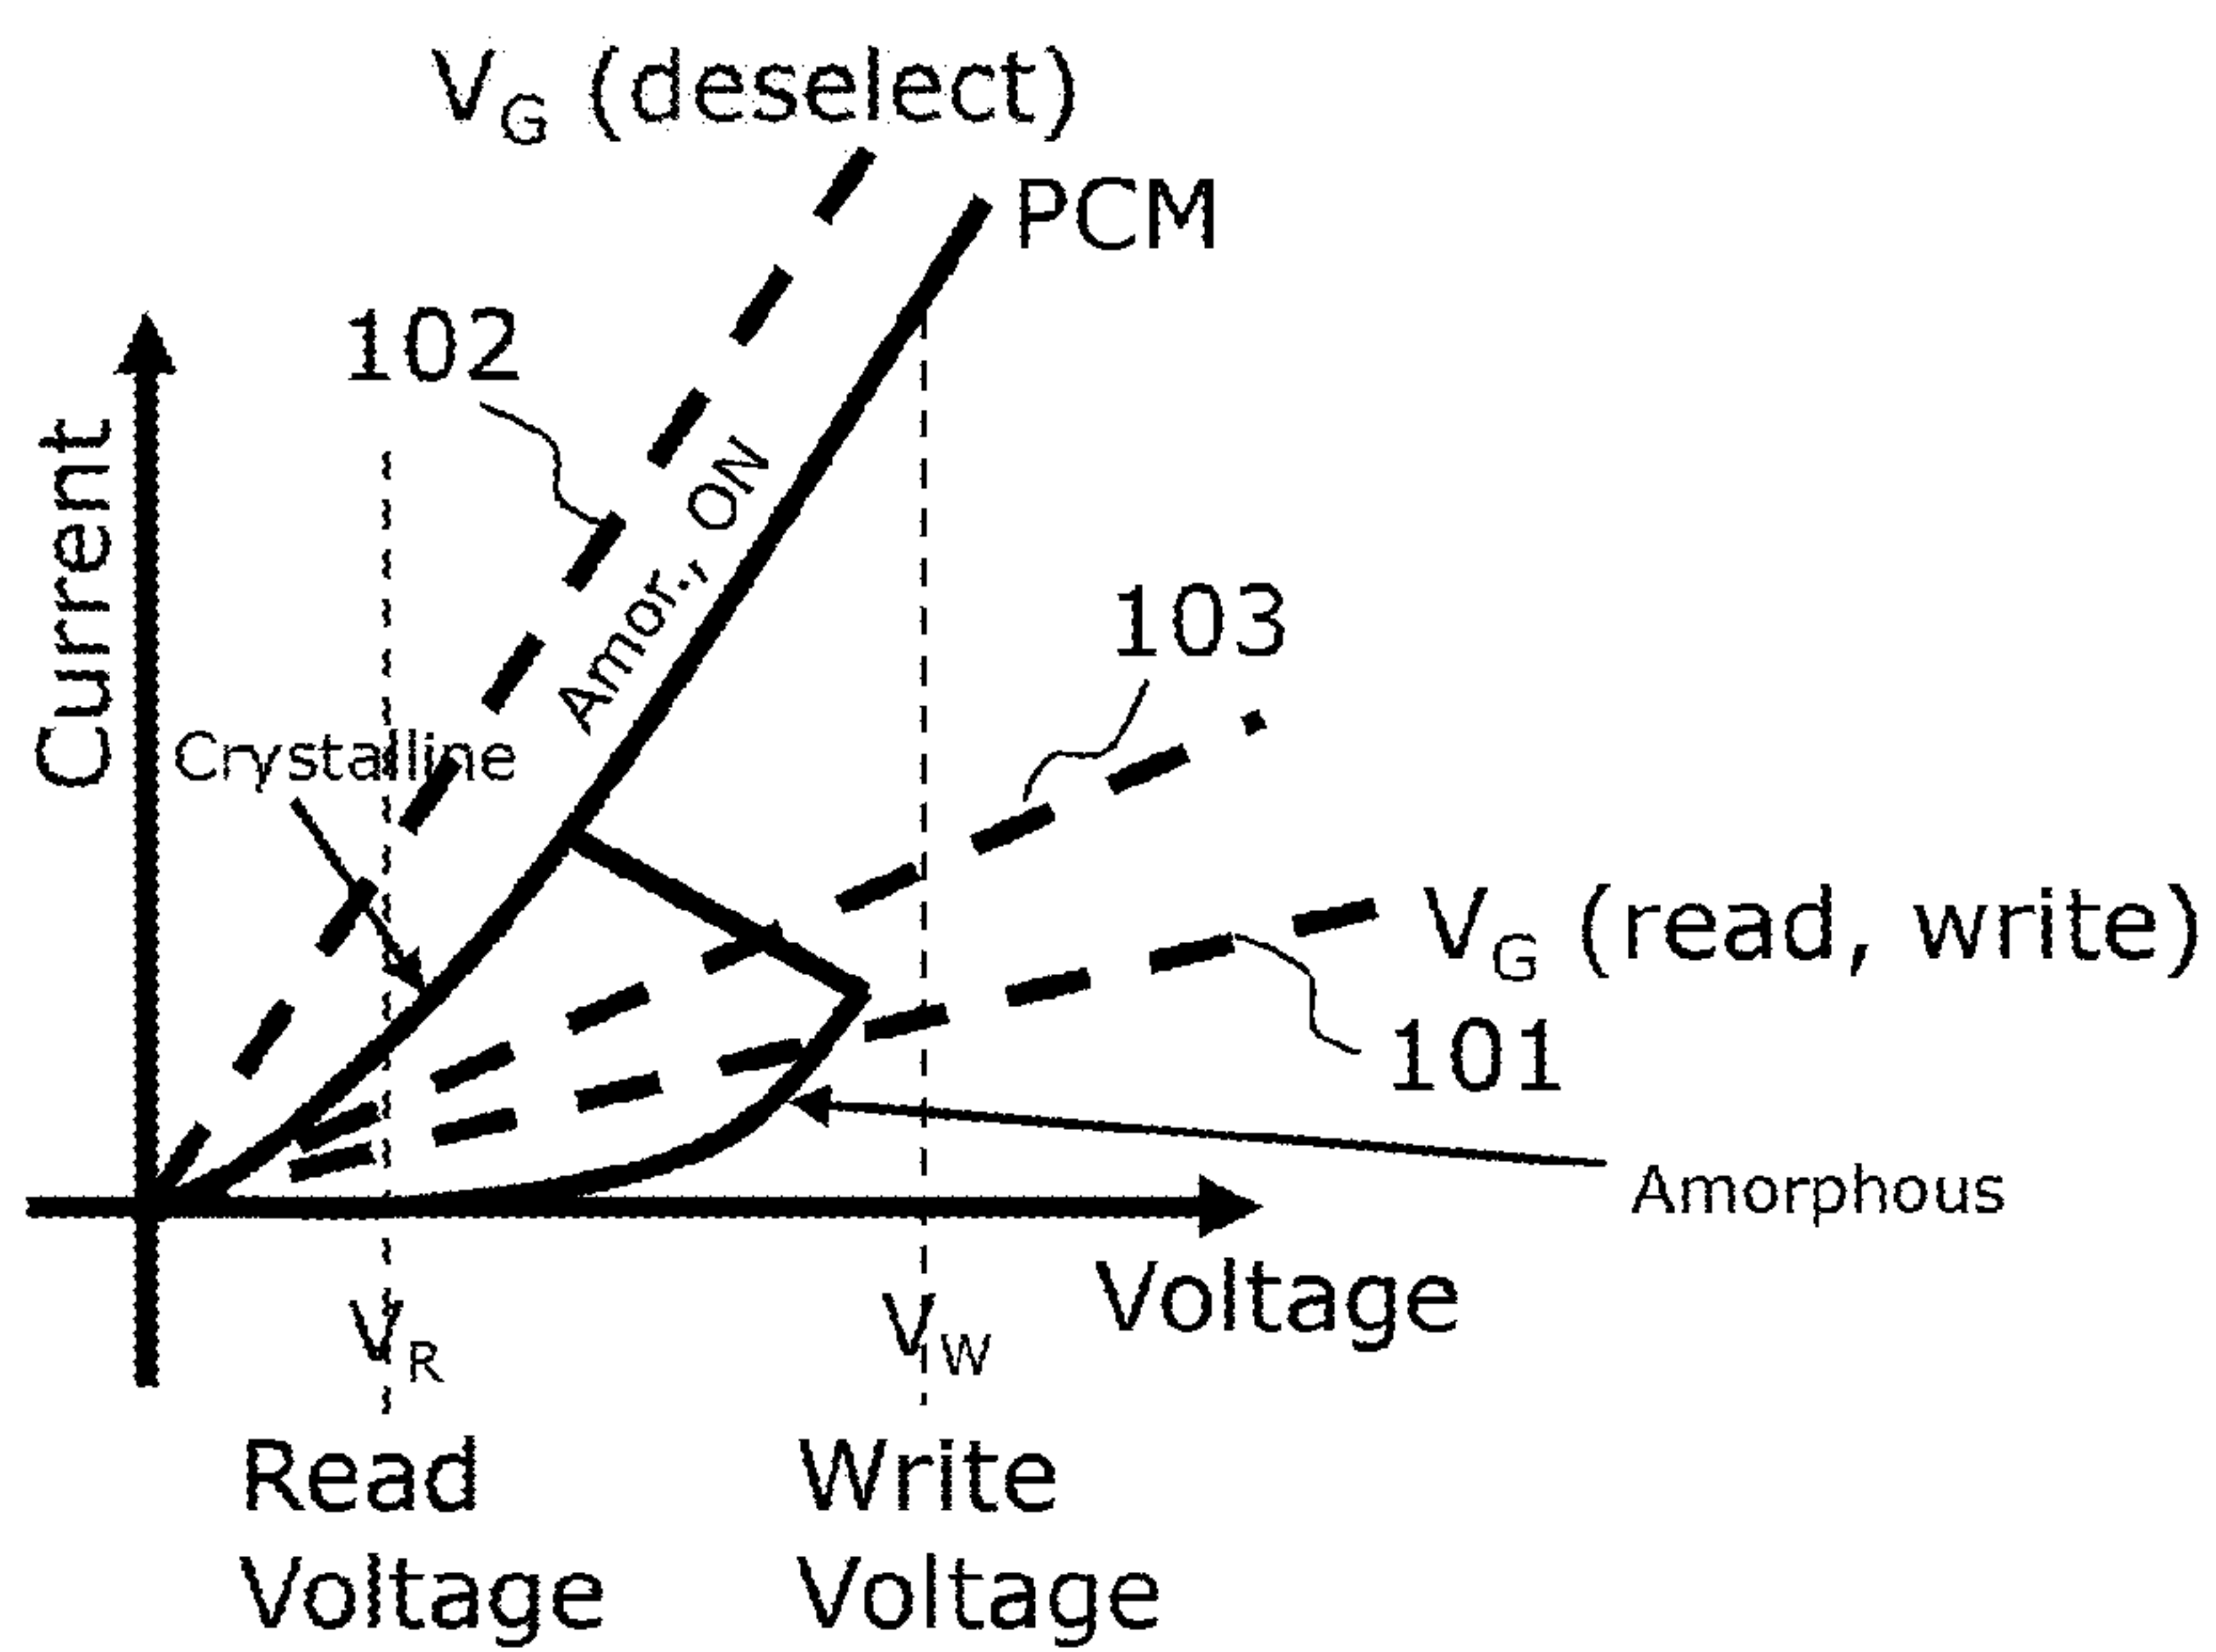 V_G (deselect)
PCM
102
Amor., ON
103
Current
Crystalline
V_G (read, write)
101
Amorphous
Voltage
V_R
V_W
Read
Voltage
Write
Voltage